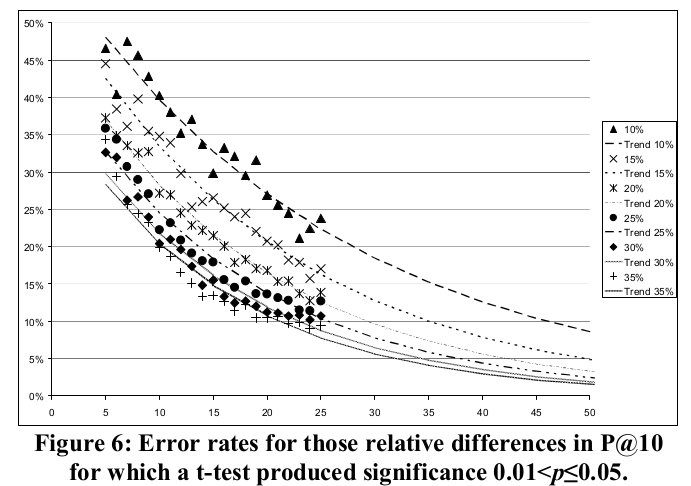 50%
45%
40%
35%
30%
25%
20%
15%
10%
5%
0%
0 5 10 15 20 25 30 35 40 45 50
10%
Trend 10%
15%
Trend 15%
20%
Trend 20%
25%
Trend 25%
30%
Trend 30%
35%
Trend 35%
Figure 6: Error rates for those relative differences in P@10
for which a t-test produced significance 0.01<p≤0.05.